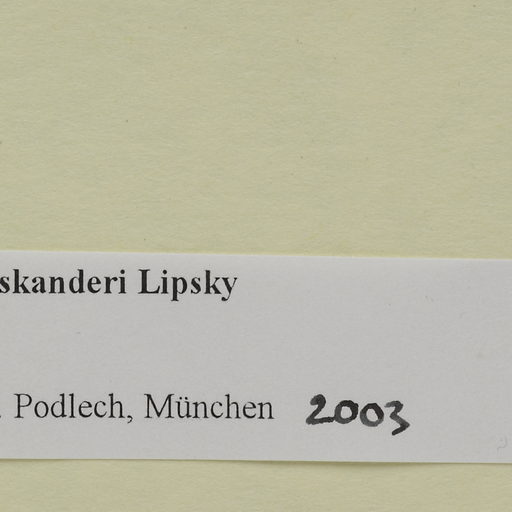 skanderi Lipsky
. Podlech, München 2003